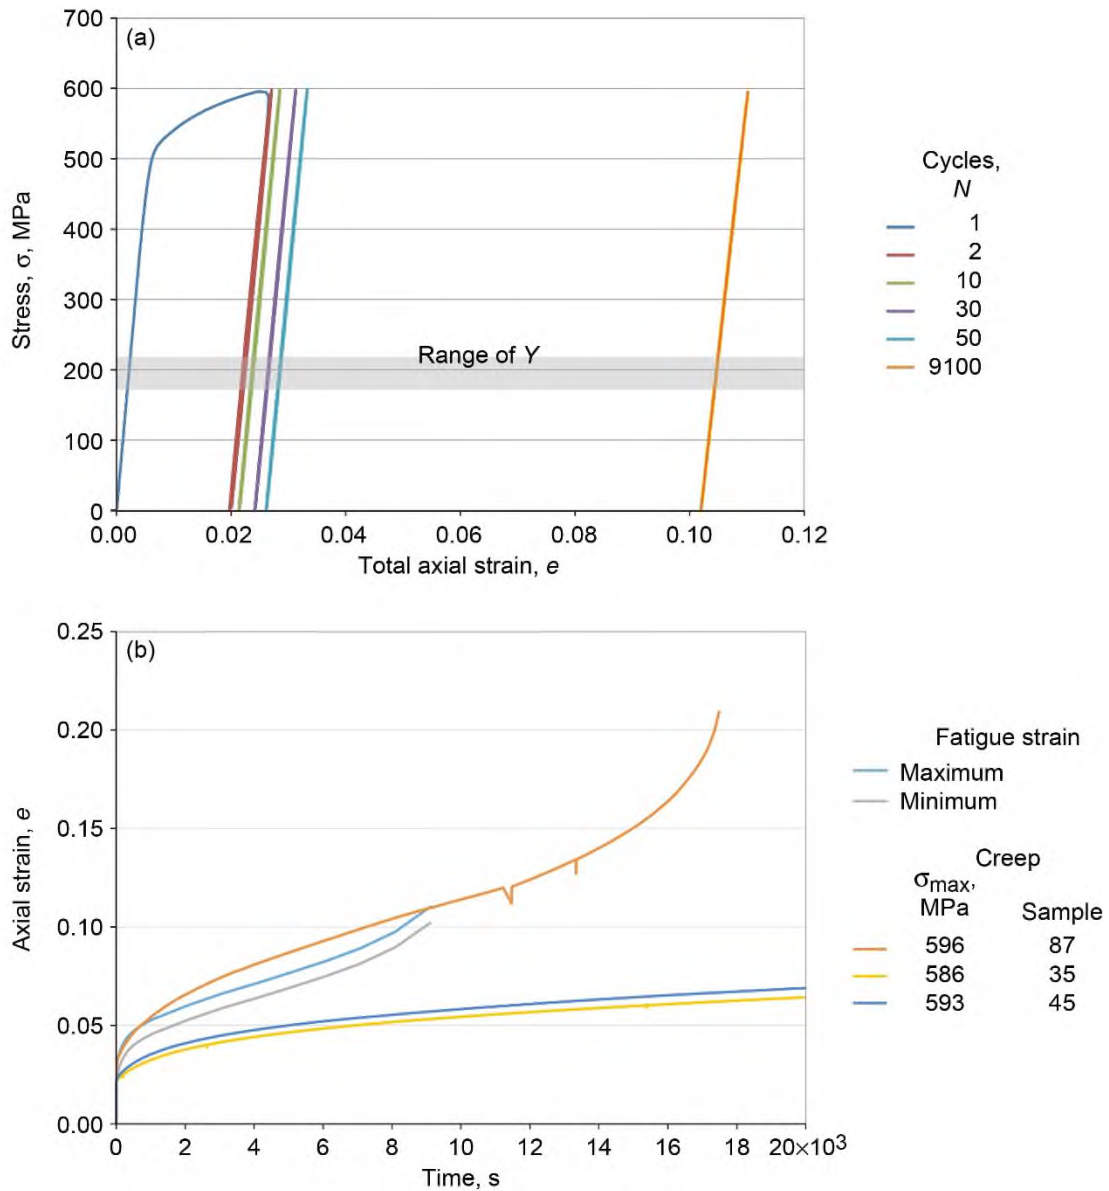 (a)
700
600
500
400
300
200
100
0
Stress, σ, MPa
Range of Y
0.00 0.02 0.04 0.06 0.08 0.10 0.12
Total axial strain, e
Cycles,
N
1
2
10
30
50
9100
(b)
0.25
0.20
0.15
0.10
0.05
0.00
Axial strain, e
0 2 4 6 8 10 12 14 16 18 20×10³
Time, s
Fatigue strain
Maximum
Minimum
Creep
σmax,
MPa Sample
596 87
586 35
593 45